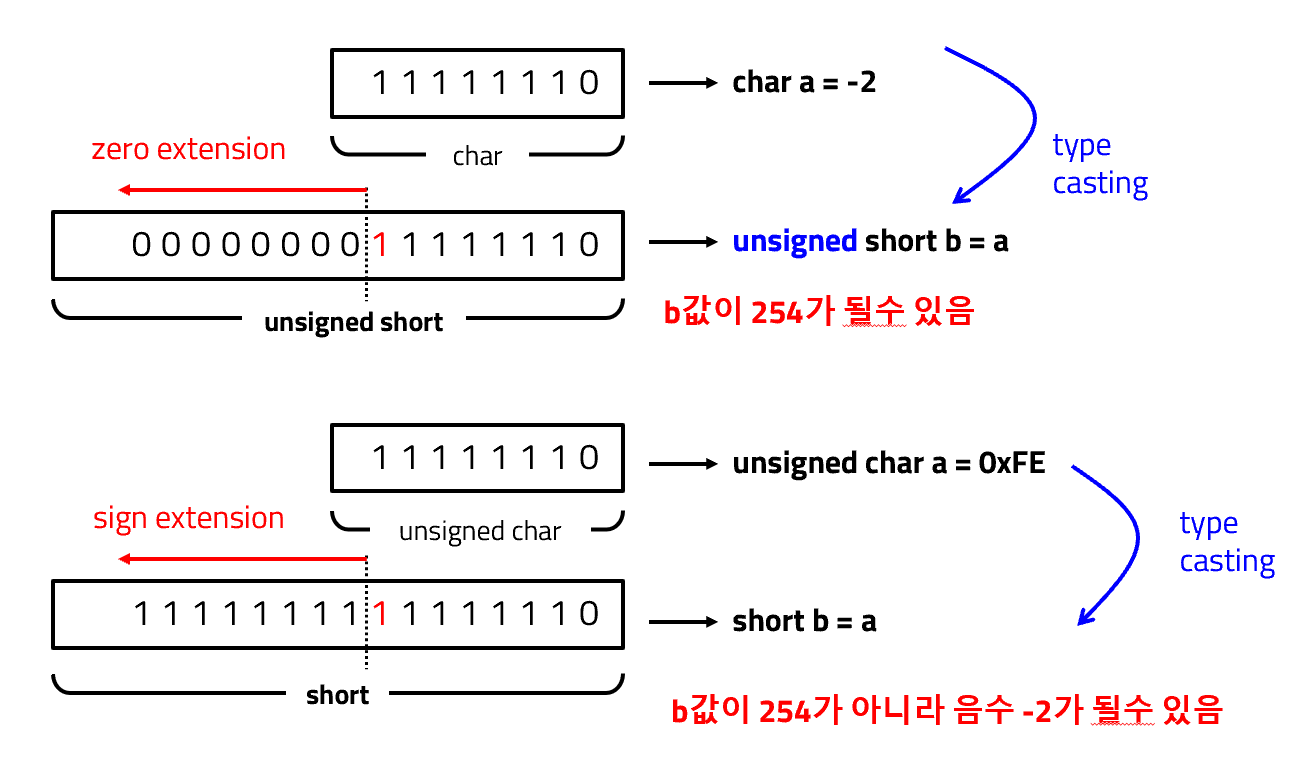 1 1 1 1 1 1 1 0
char a = -2
zero extension
char
type
casting
0 0 0 0 0 0 0 0 1 1 1 1 1 1 1 0
unsigned short b = a
unsigned short
b값이 254가 될수 있음
1 1 1 1 1 1 1 0
unsigned char a = 0xFE
sign extension
unsigned char
type
casting
1 1 1 1 1 1 1 1 1 1 1 1 1 1 1 0
short b = a
short
b값이 254가 아니라 음수 -2가 될수 있음